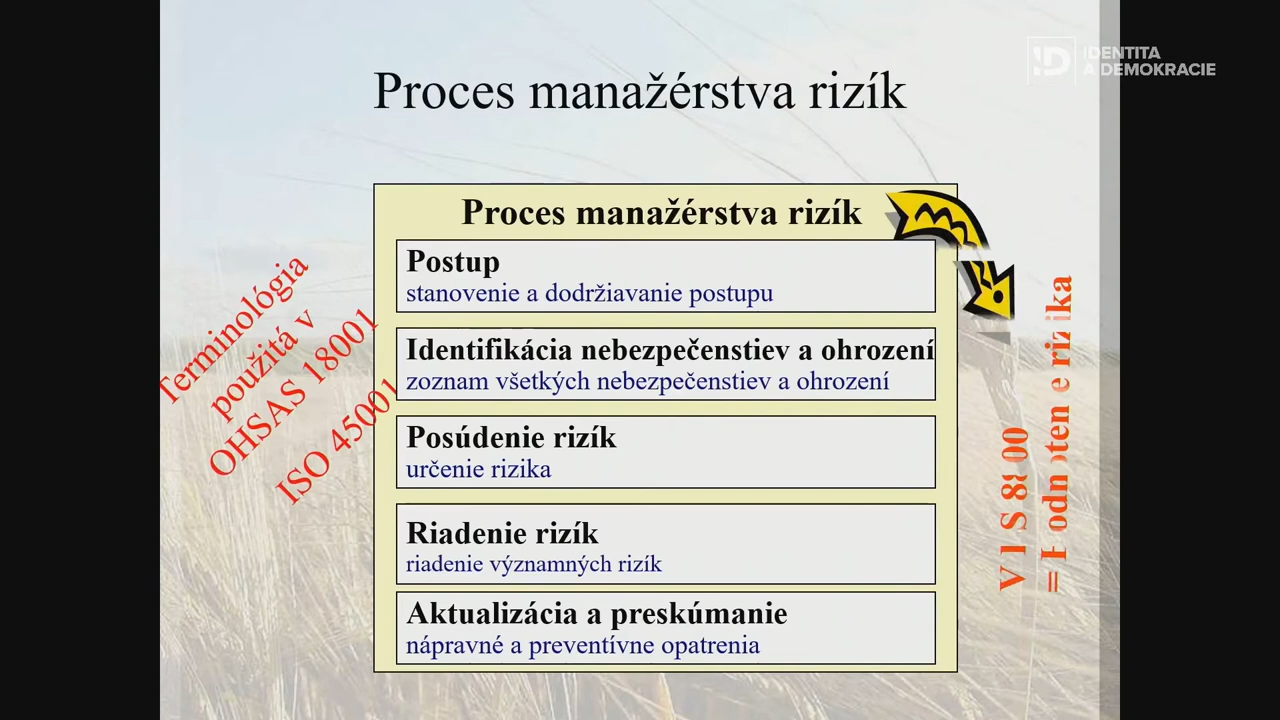 IDENTITA
A DEMOKRACIE
Proces manažérstva rizík
Proces manažérstva rizík
Postup
stanovenie a dodržiavanie postupu
Identifikácia nebezpečenstiev a ohrození
zoznam všetkých nebezpečenstiev a ohrození
Posúdenie rizík
určenie rizika
Riadenie rizík
riadenie významných rizík
Aktualizácia a preskúmanie
nápravné a preventívne opatrenia
Terminológia
použitá v
OHSAS 18001
ISO 45001